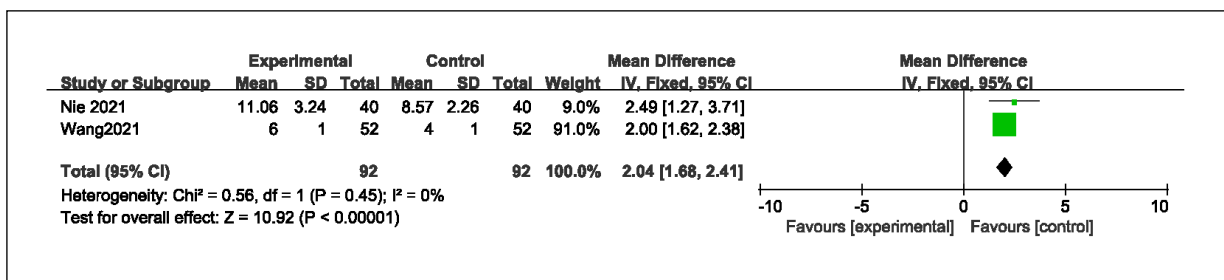 Experimental Control Mean Difference Mean Difference
Study or Subgroup Mean SD Total Mean SD Total Weight IV, Fixed, 95% CI IV, Fixed, 95% CI
Nie 2021 11.06 3.24 40 8.57 2.26 40 9.0% 2.49 [1.27, 3.71]
Wang2021 6 1 52 4 1 52 91.0% 2.00 [1.62, 2.38]
Total (95% CI) 92 92 100.0% 2.04 [1.68, 2.41]
Heterogeneity: Chi² = 0.56, df = 1 (P = 0.45); I² = 0%
Test for overall effect: Z = 10.92 (P < 0.00001)
-10 -5 0 5 10
Favours [experimental] Favours [control]